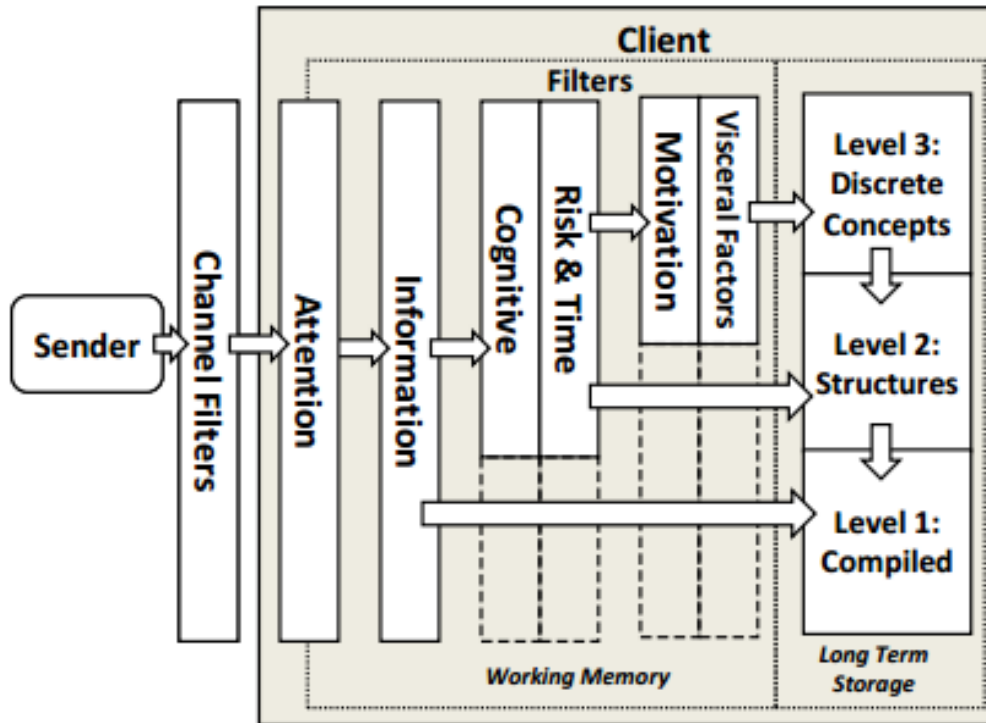 Client
Filters
Sender
Channel Filters
Attention
Information
Cognitive
Risk & Time
Motivation
Visceral Factors
Level 3:
Discrete
Concepts
Level 2:
Structures
Level 1:
Compiled
Working Memory
Long Term
Storage